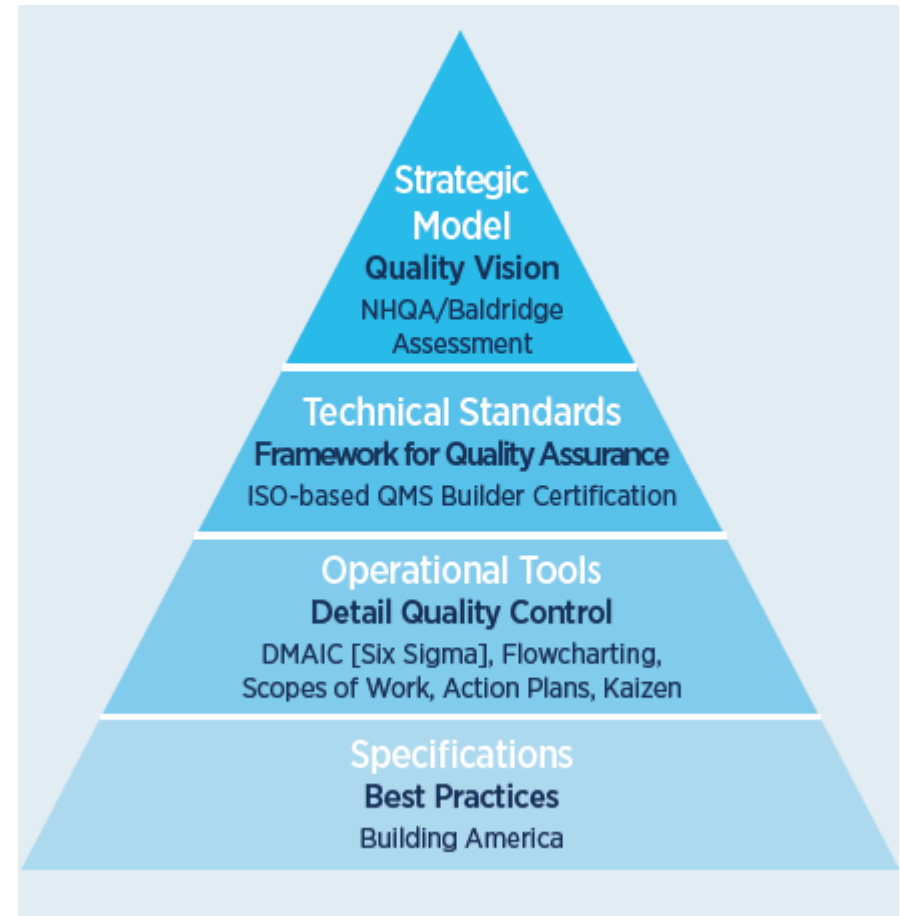 Strategic
Model
Quality Vision
NHQA/Baldridge
Assessment
Technical Standards
Framework for Quality Assurance
ISO-based QMS Builder Certification
Operational Tools
Detail Quality Control
DMAIC [Six Sigma], Flowcharting,
Scopes of Work, Action Plans, Kaizen
Specifications
Best Practices
Building America